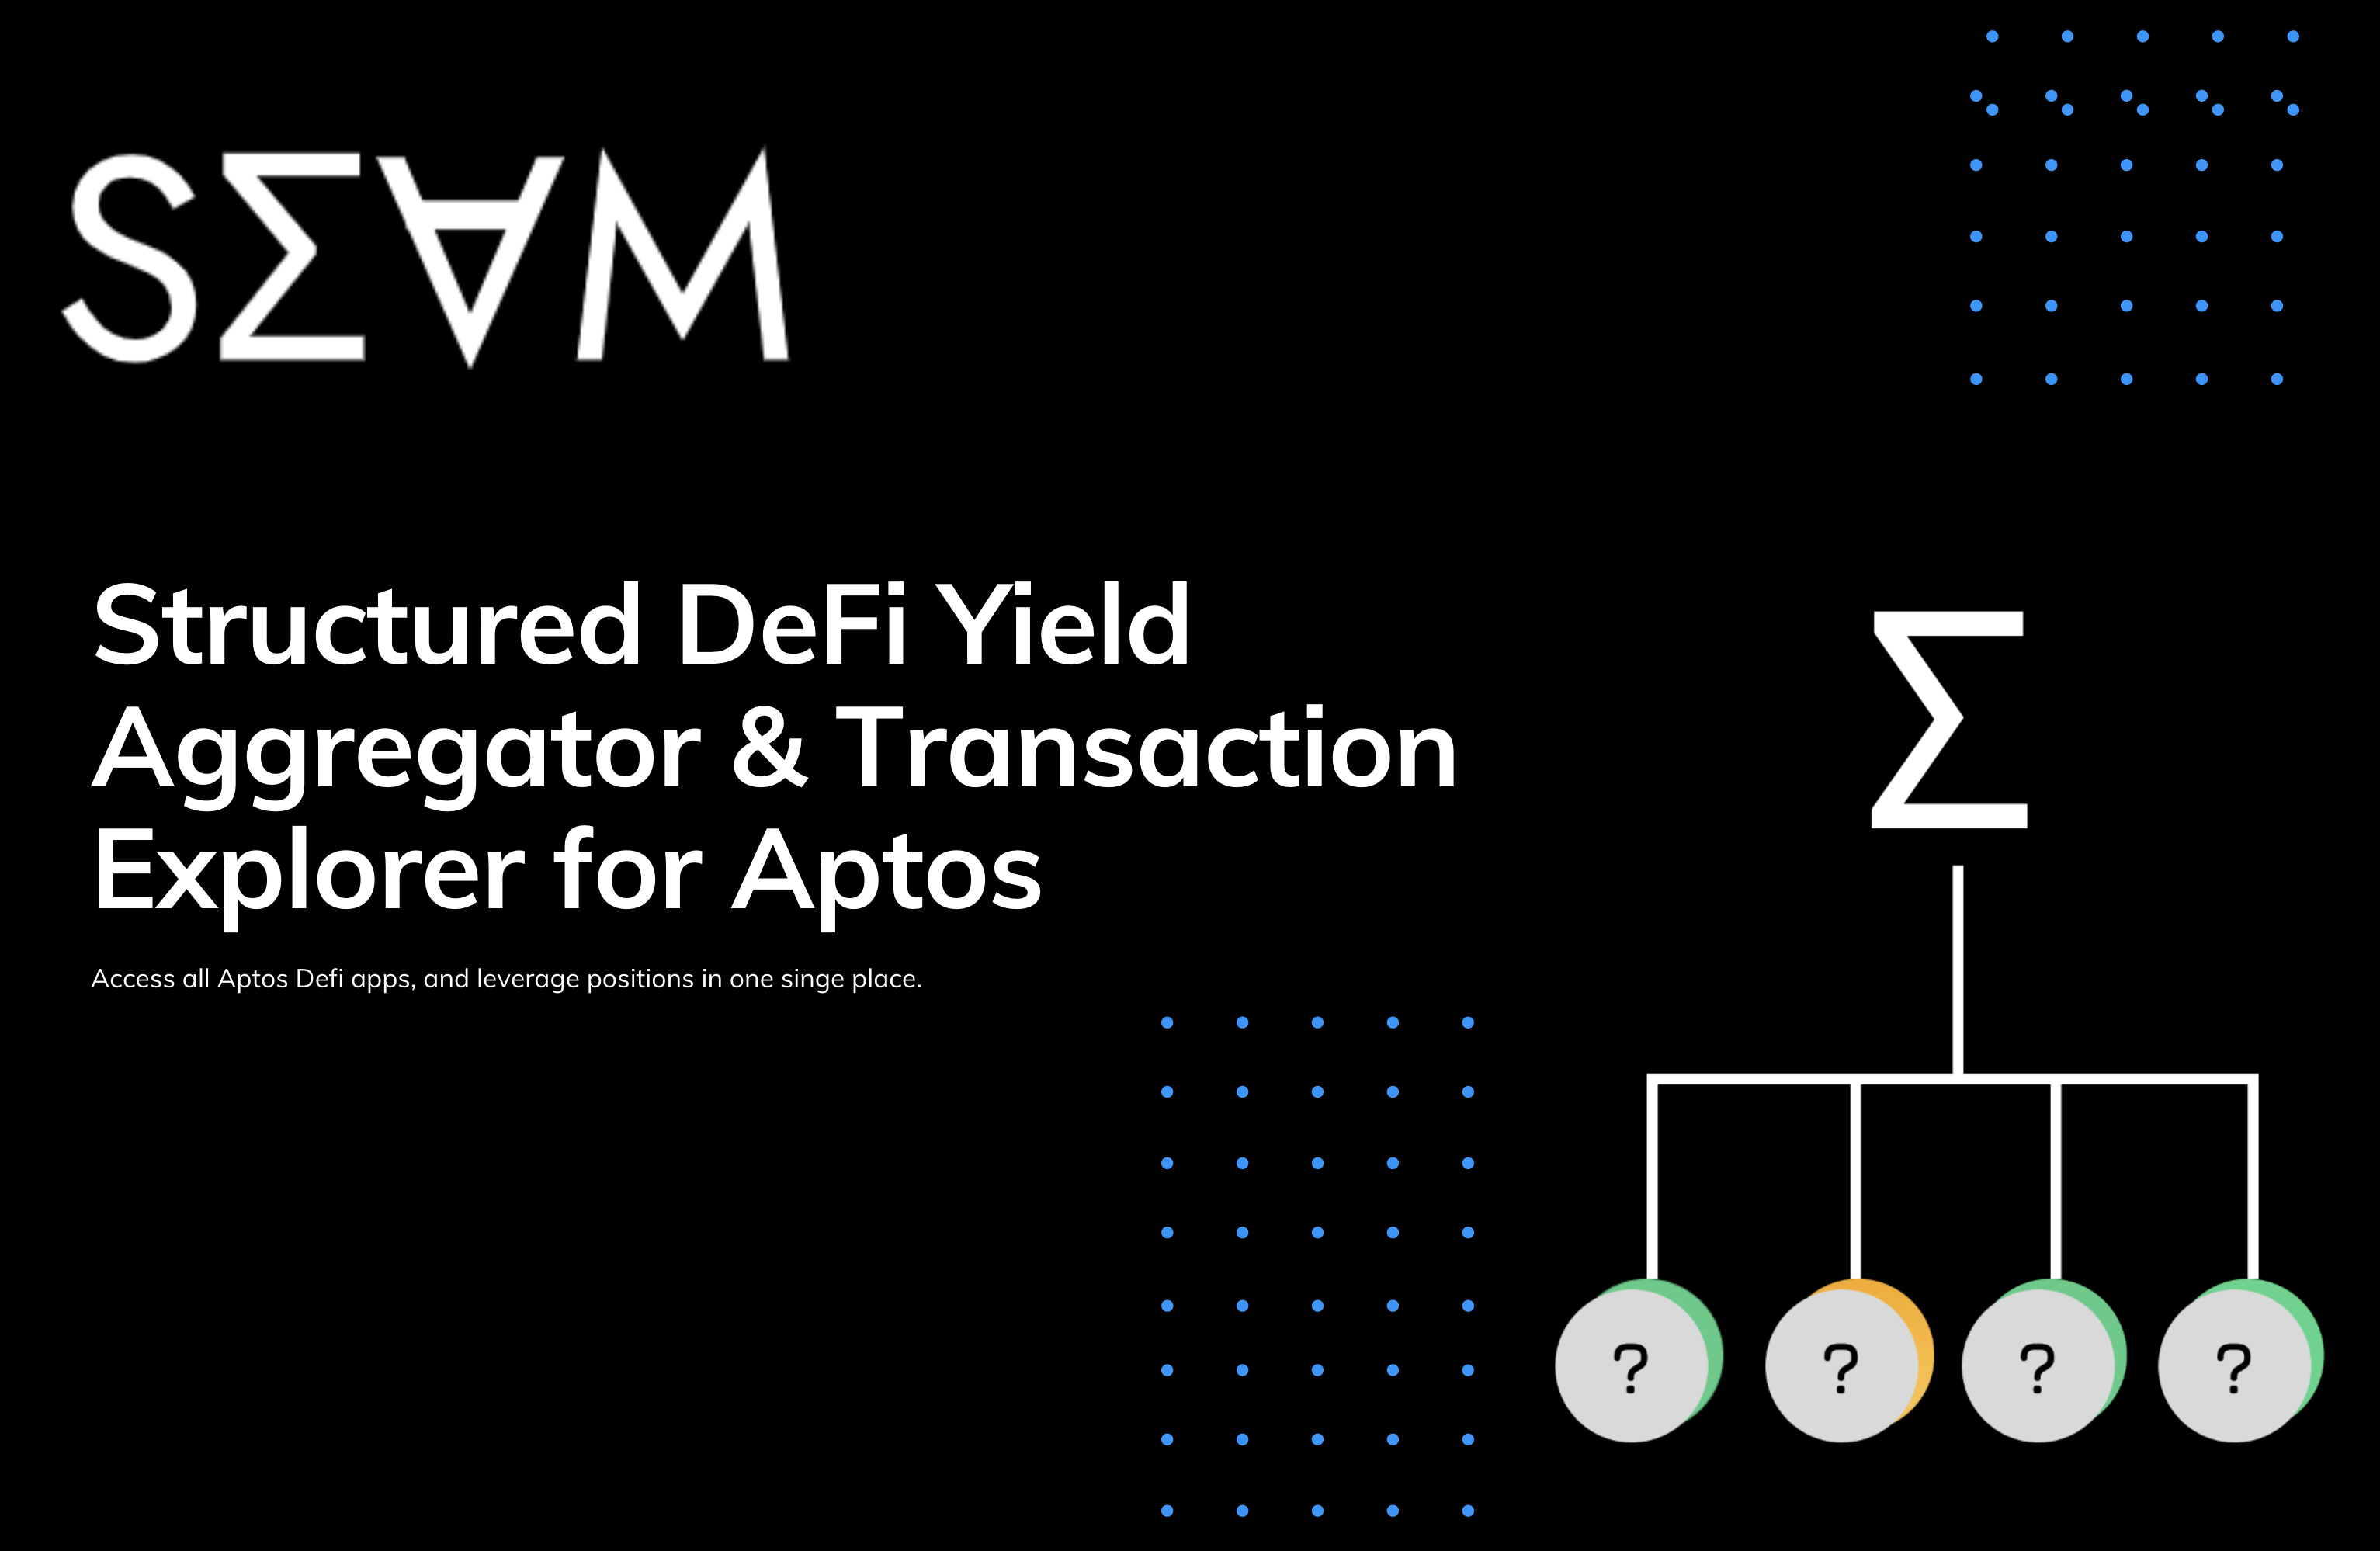 SΣ∀M
Structured DeFi Yield
Aggregator & Transaction
Explorer for Aptos
Access all Aptos Defi apps, and leverage positions in one singe place.
Σ
? ? ? ?